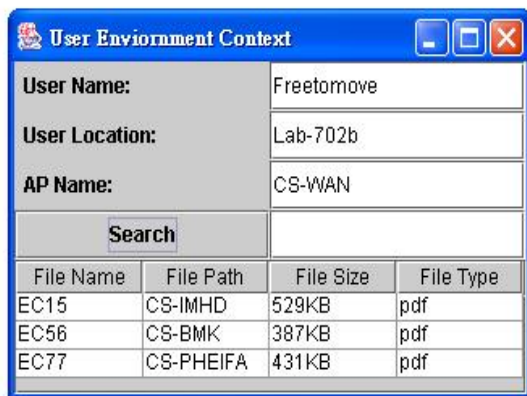 User Enviornment Context
User Name: Freetomove
User Location: Lab-702b
AP Name: CS-WAN
Search
File Name File Path File Size File Type
EC15 CS-IMHD 529KB pdf
EC56 CS-BMK 387KB pdf
EC77 CS-PHEIFA 431KB pdf